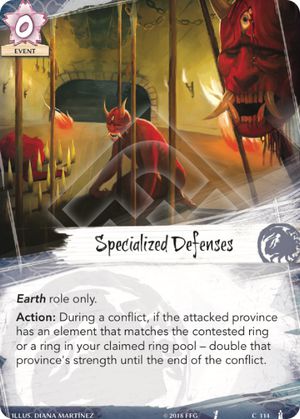 0
EVENT
Specialized Defenses
Earth role only.
Action: During a conflict, if the attacked province
has an element that matches the contested ring
or a ring in your claimed ring pool – double that
province's strength until the end of the conflict.
ILLUS. DIANA MARTÍNEZ
©2018 FFG
C 114